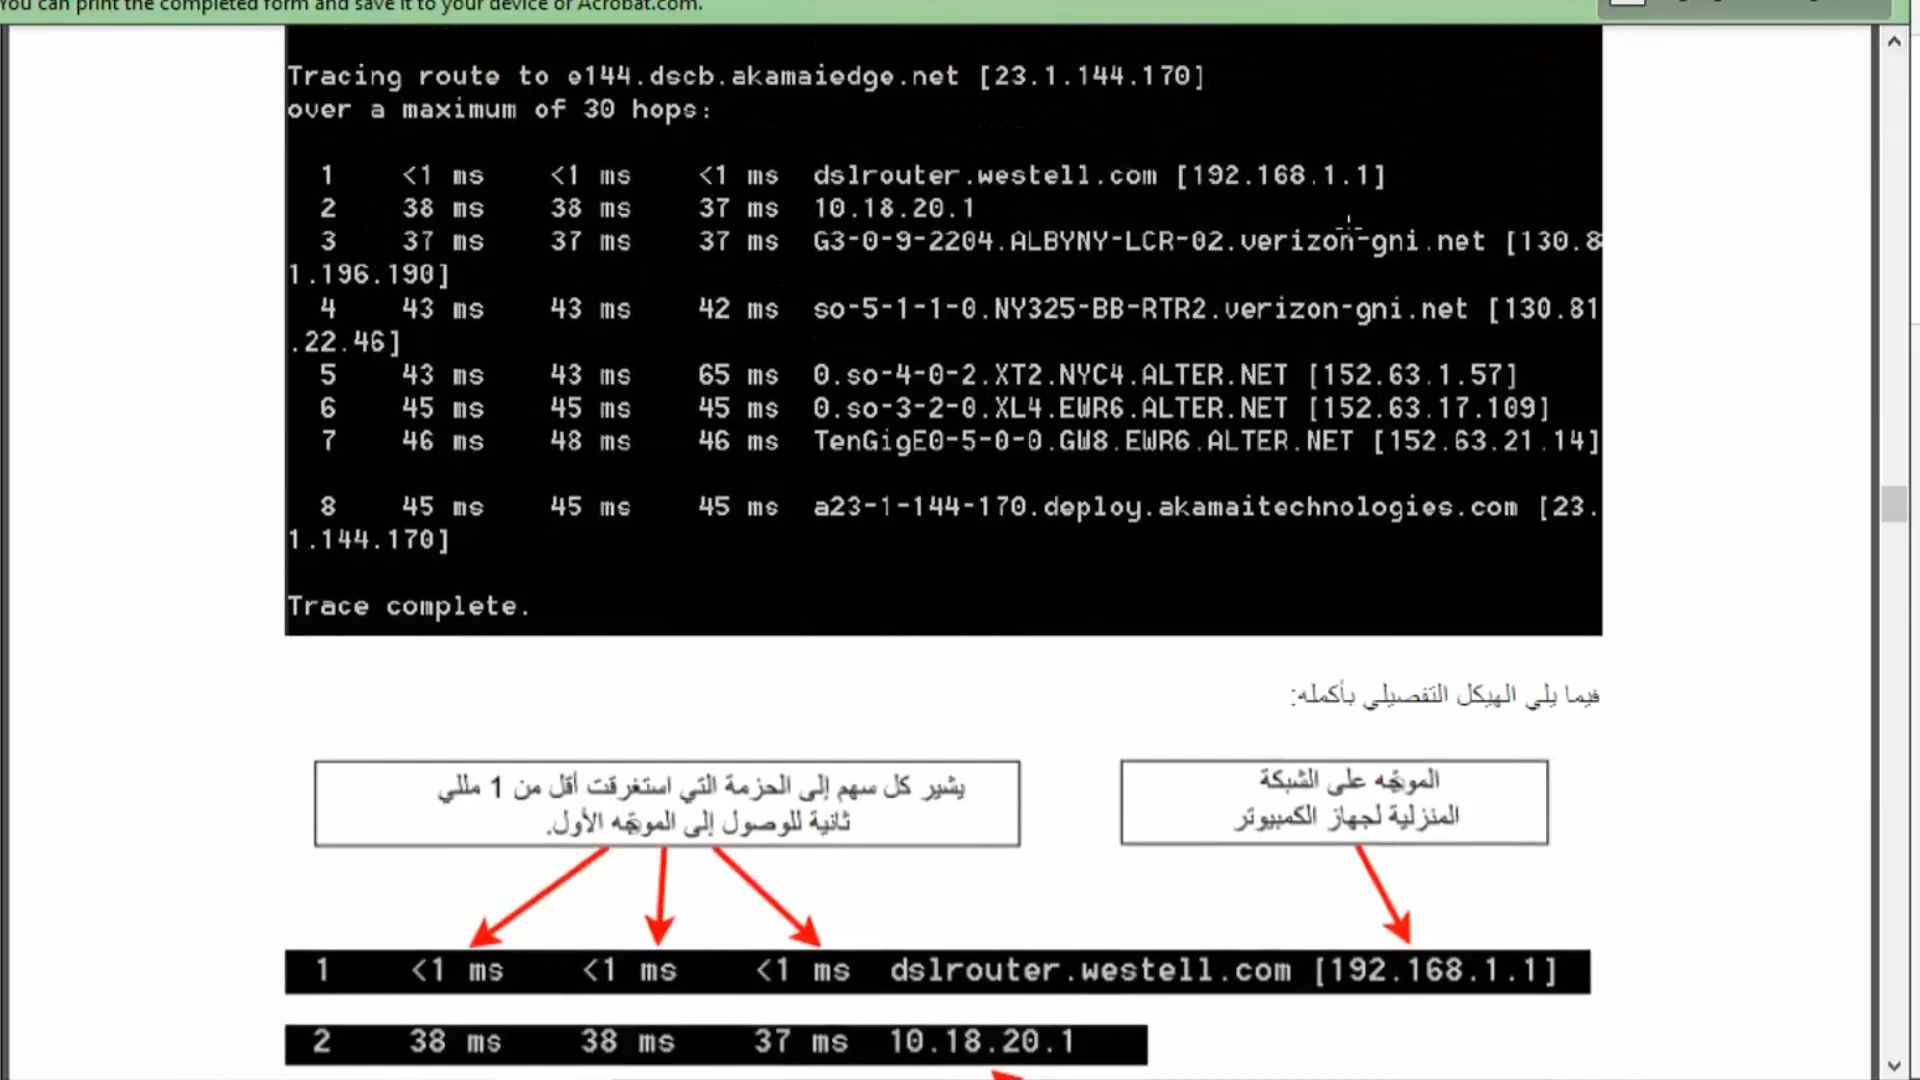 You can print the completed form and save it to your device or Acrobat.com.
Tracing route to e144.dscb.akamaiedge.net [23.1.144.170]
over a maximum of 30 hops:
1 <1 ms <1 ms <1 ms dslrouter.westell.com [192.168.1.1]
2 38 ms 38 ms 37 ms 10.18.20.1
3 37 ms 37 ms 37 ms G3-0-9-2204.ALBYNY-LCR-02.verizon-gni.net [130.8
1.196.190]
4 43 ms 43 ms 42 ms so-5-1-1-0.NY325-BB-RTR2.verizon-gni.net [130.81
.22.46]
5 43 ms 43 ms 65 ms 0.so-4-0-2.XT2.NYC4.ALTER.NET [152.63.1.57]
6 45 ms 45 ms 45 ms 0.so-3-2-0.XL4.EWR6.ALTER.NET [152.63.17.109]
7 46 ms 48 ms 46 ms TenGigE0-5-0-0.GW8.EWR6.ALTER.NET [152.63.21.14]
8 45 ms 45 ms 45 ms a23-1-144-170.deploy.akamaitechnologies.com [23.
1.144.170]
Trace complete.
فيما يلي الهيكل التفصيلي بأكمله:
الموجّه على الشبكة
المنزلية لجهاز الكمبيوتر
يشير كل سهم إلى الحزمة التي استغرقت أقل من 1 مللي
ثانية للوصول إلى الموجّه الأول.
1 <1 ms <1 ms <1 ms dslrouter.westell.com [192.168.1.1]
2 38 ms 38 ms 37 ms 10.18.20.1